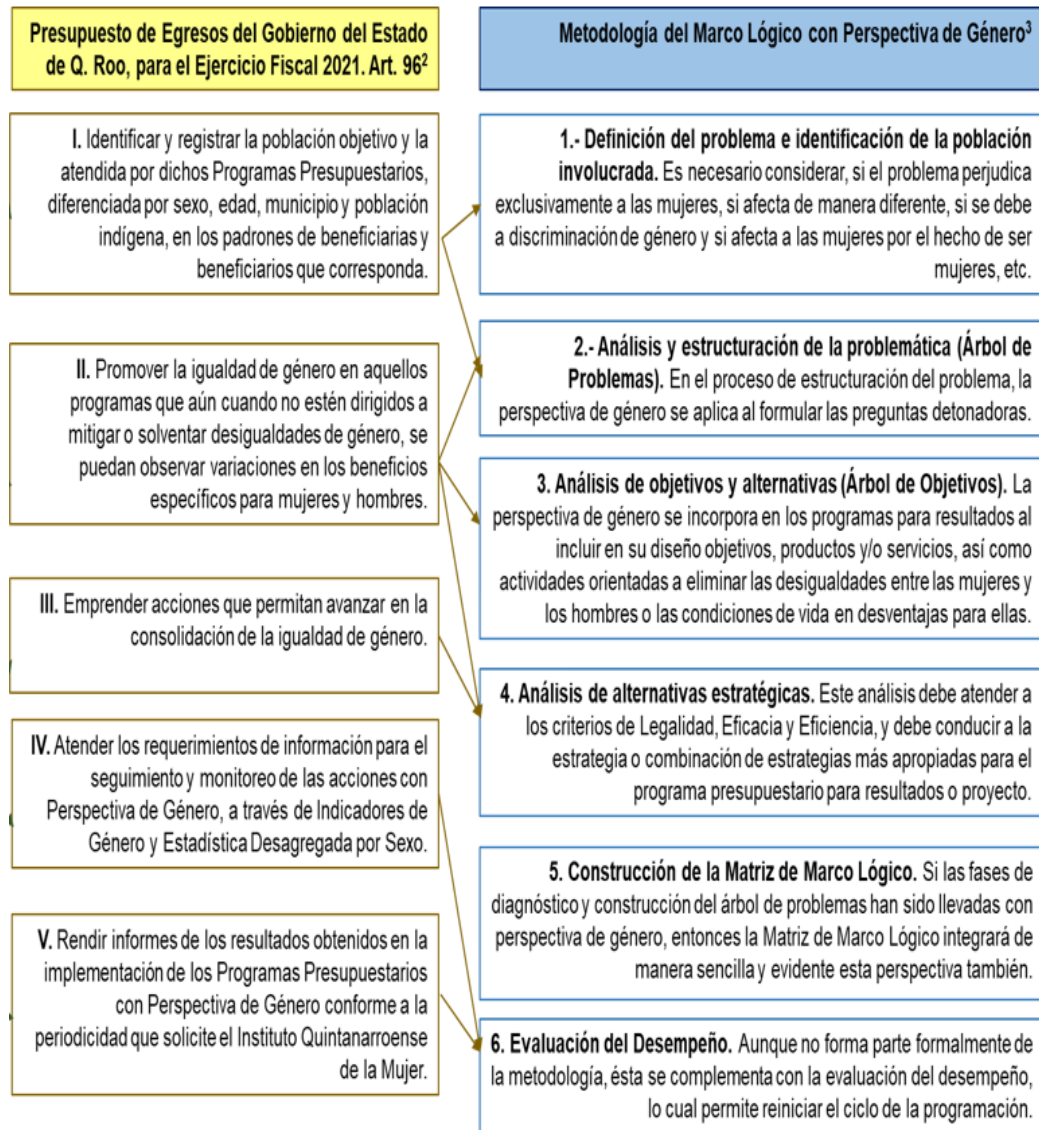 Presupuesto de Egresos del Gobierno del Estado
de Q. Roo, para el Ejercicio Fiscal 2021. Art. 96²
I. Identificar y registrar la población objetivo y la
atendida por dichos Programas Presupuestarios,
diferenciada por sexo, edad, municipio y población
indígena, en los padrones de beneficiarias y
beneficiarios que corresponda.
II. Promover la igualdad de género en aquellos
programas que aún cuando no estén dirigidos a
mitigar o solventar desigualdades de género, se
puedan observar variaciones en los beneficios
específicos para mujeres y hombres.
III. Emprender acciones que permitan avanzar en la
consolidación de la igualdad de género.
IV. Atender los requerimientos de información para el
seguimiento y monitoreo de las acciones con
Perspectiva de Género, a través de Indicadores de
Género y Estadística Desagregada por Sexo.
V. Rendir informes de los resultados obtenidos en la
implementación de los Programas Presupuestarios
con Perspectiva de Género conforme a la
periodicidad que solicite el Instituto Quintanarroense
de la Mujer.
Metodología del Marco Lógico con Perspectiva de Género³
1.- Definición del problema e identificación de la población
involucrada. Es necesario considerar, si el problema perjudica
exclusivamente a las mujeres, si afecta de manera diferente, si se debe
a discriminación de género y si afecta a las mujeres por el hecho de ser
mujeres, etc.
2.- Análisis y estructuración de la problemática (Árbol de
Problemas). En el proceso de estructuración del problema, la
perspectiva de género se aplica al formular las preguntas detonadoras.
3. Análisis de objetivos y alternativas (Árbol de Objetivos). La
perspectiva de género se incorpora en los programas para resultados al
incluir en su diseño objetivos, productos y/o servicios, así como
actividades orientadas a eliminar las desigualdades entre las mujeres y
los hombres o las condiciones de vida en desventajas para ellas.
4. Análisis de alternativas estratégicas. Este análisis debe atender a
los criterios de Legalidad, Eficacia y Eficiencia, y debe conducir a la
estrategia o combinación de estrategias más apropiadas para el
programa presupuestario para resultados o proyecto.
5. Construcción de la Matriz de Marco Lógico. Si las fases de
diagnóstico y construcción del árbol de problemas han sido llevadas con
perspectiva de género, entonces la Matriz de Marco Lógico integrará de
manera sencilla y evidente esta perspectiva también.
6. Evaluación del Desempeño. Aunque no forma parte formalmente de
la metodología, ésta se complementa con la evaluación del desempeño,
lo cual permite reiniciar el ciclo de la programación.